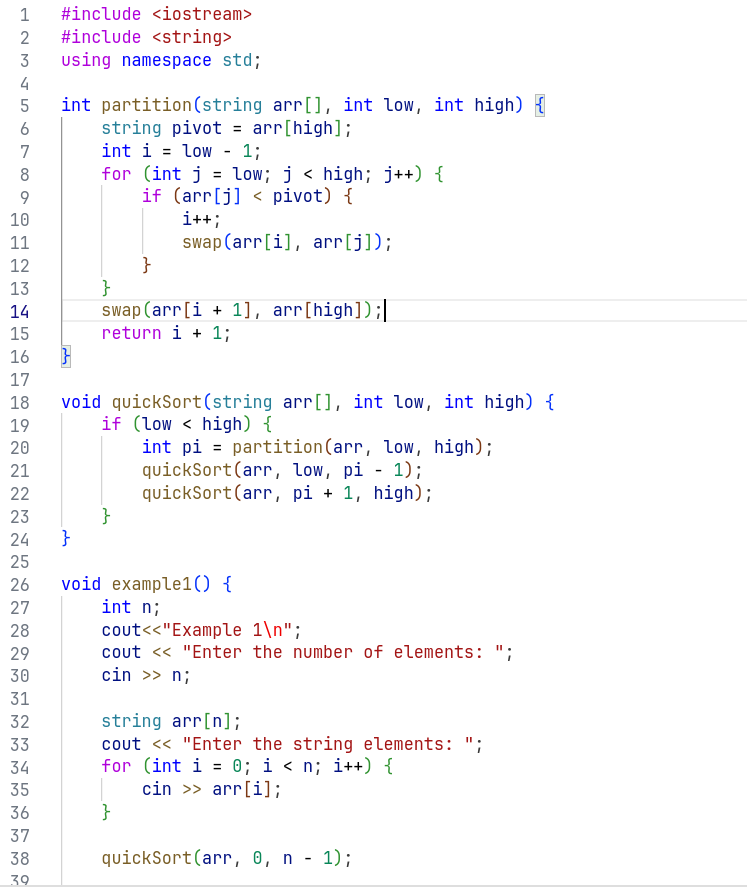 1 #include <iostream>
2 #include <string>
3 using namespace std;
4
5 int partition(string arr[], int low, int high) {
6     string pivot = arr[high];
7     int i = low - 1;
8     for (int j = low; j < high; j++) {
9         if (arr[j] < pivot) {
10             i++;
11             swap(arr[i], arr[j]);
12         }
13     }
14     swap(arr[i + 1], arr[high]);
15     return i + 1;
16 }
17
18 void quickSort(string arr[], int low, int high) {
19     if (low < high) {
20         int pi = partition(arr, low, high);
21         quickSort(arr, low, pi - 1);
22         quickSort(arr, pi + 1, high);
23     }
24 }
25
26 void example1() {
27     int n;
28     cout<<"Example 1\n";
29     cout << "Enter the number of elements: ";
30     cin >> n;
31
32     string arr[n];
33     cout << "Enter the string elements: ";
34     for (int i = 0; i < n; i++) {
35         cin >> arr[i];
36     }
37
38     quickSort(arr, 0, n - 1);
39